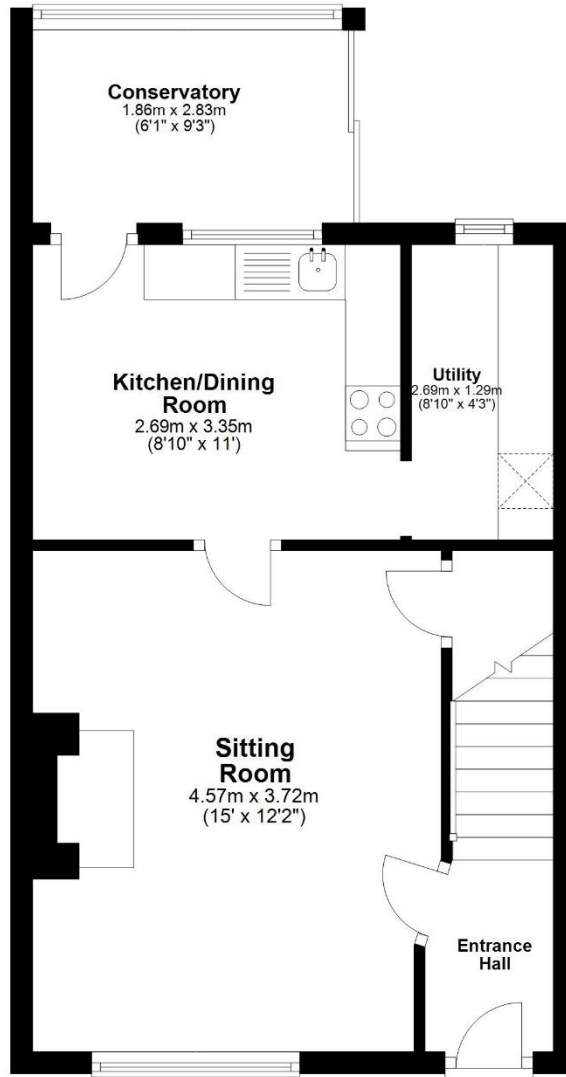 Conservatory
1.86m x 2.83m
(6'1" x 9'3")
Kitchen/Dining
Room
2.69m x 3.35m
(8'10" x 11')
Utility
2.69m x 1.29m
(8'10" x 4'3")
Sitting
Room
4.57m x 3.72m
(15' x 12'2")
Entrance
Hall